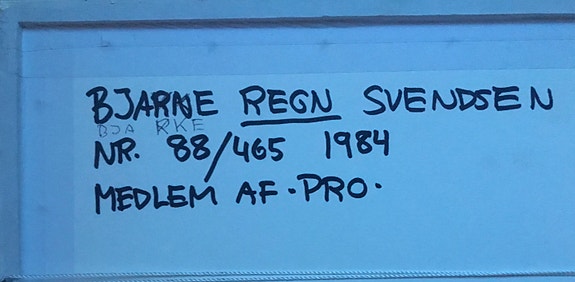 BJARNE REGN SVENDSEN
BJA RKE
NR. 88/465 1984
MEDLEM AF · PRO ·